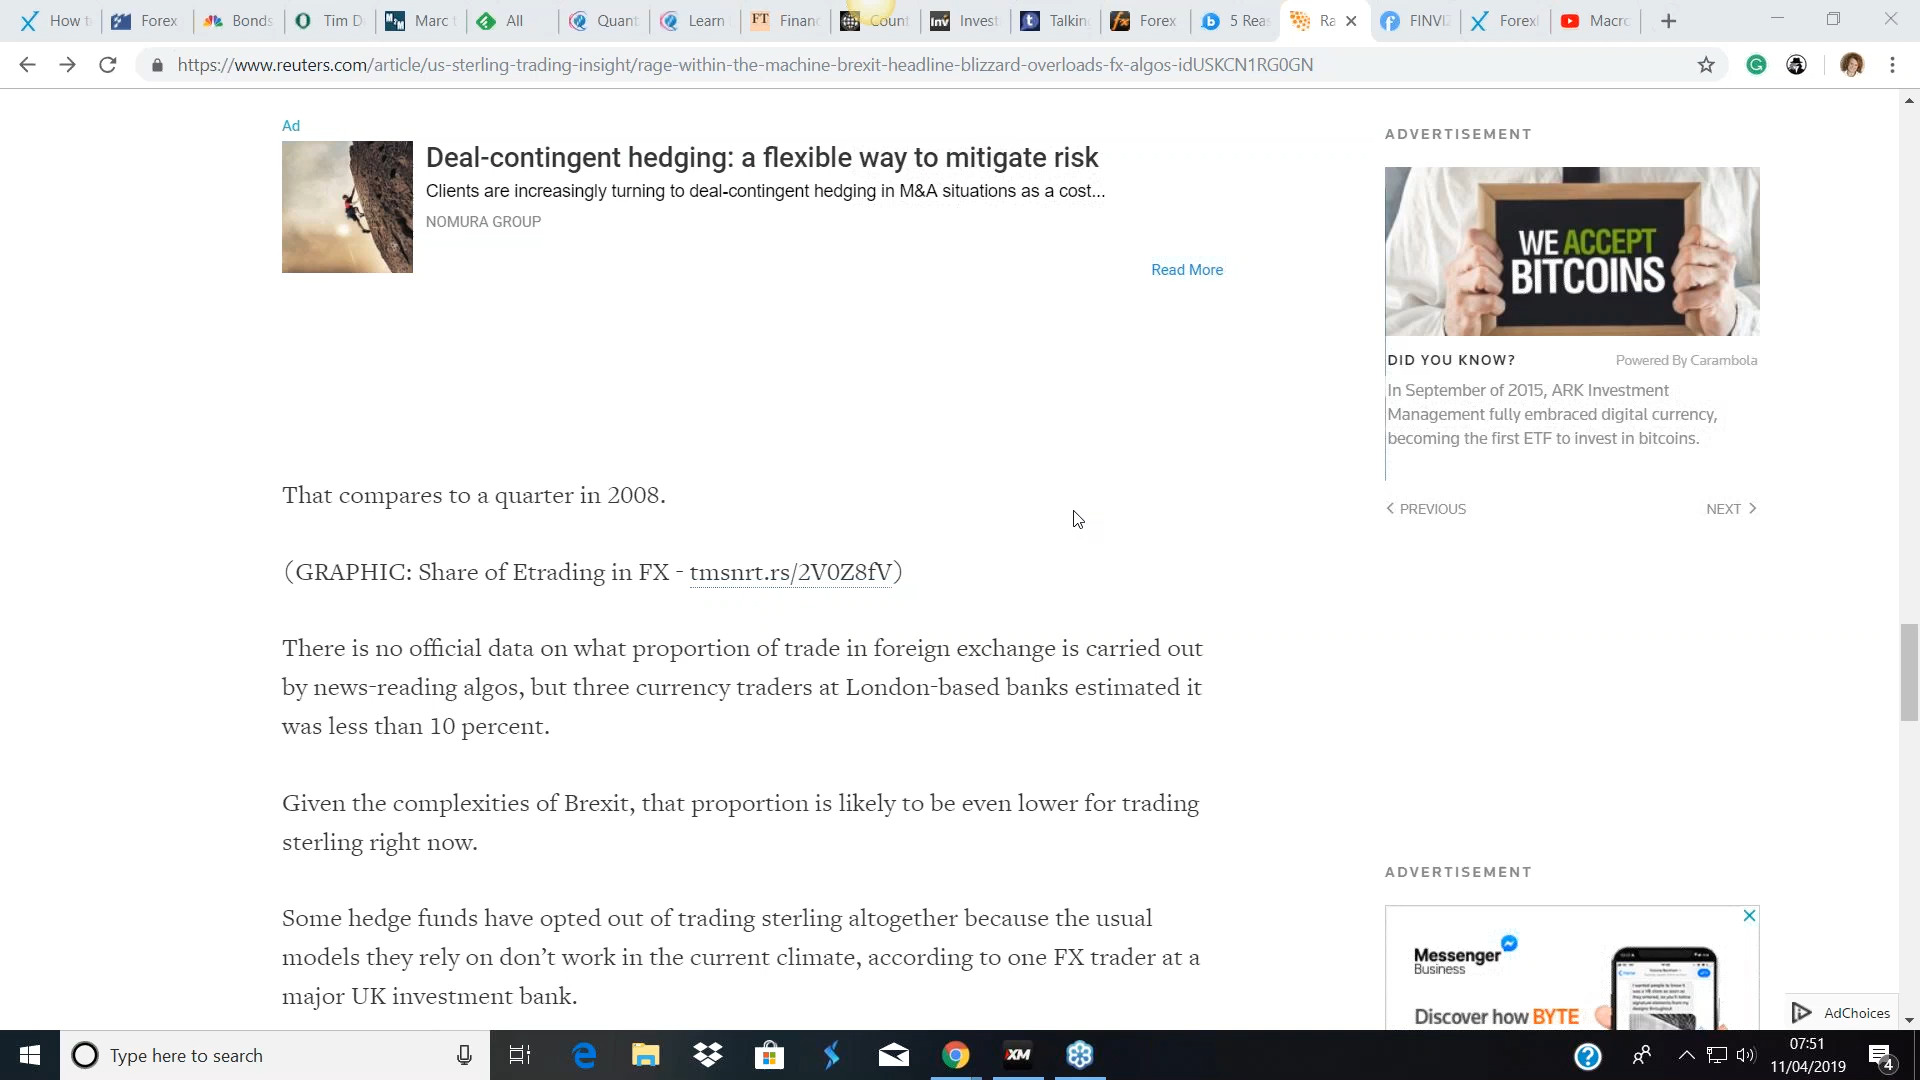 How t
Forex
Bonds
Tim D
Marc
All
Quant
Learn
FT
Financ
Count
Inv
Invest
Talkin
Forex
5 Reas
Ra
FINVIZ
Forexl
Macro
https://www.reuters.com/article/us-sterling-trading-insight/rage-within-the-machine-brexit-headline-blizzard-overloads-fx-algos-idUSKCN1RG0GN
Ad
Deal-contingent hedging: a flexible way to mitigate risk
Clients are increasingly turning to deal-contingent hedging in M&A situations as a cost...
NOMURA GROUP
Read More
That compares to a quarter in 2008.
(GRAPHIC: Share of Etrading in FX - tmsnrt.rs/2V0Z8fV)
There is no official data on what proportion of trade in foreign exchange is carried out
by news-reading algos, but three currency traders at London-based banks estimated it
was less than 10 percent.
Given the complexities of Brexit, that proportion is likely to be even lower for trading
sterling right now.
Some hedge funds have opted out of trading sterling altogether because the usual
models they rely on don’t work in the current climate, according to one FX trader at a
major UK investment bank.
ADVERTISEMENT
WE ACCEPT
BITCOINS
DID YOU KNOW?
Powered By Carambola
In September of 2015, ARK Investment
Management fully embraced digital currency,
becoming the first ETF to invest in bitcoins.
PREVIOUS
NEXT
ADVERTISEMENT
Messenger
Business
Discover how BYTE
AdChoices
Type here to search
XM
07:51
11/04/2019
4